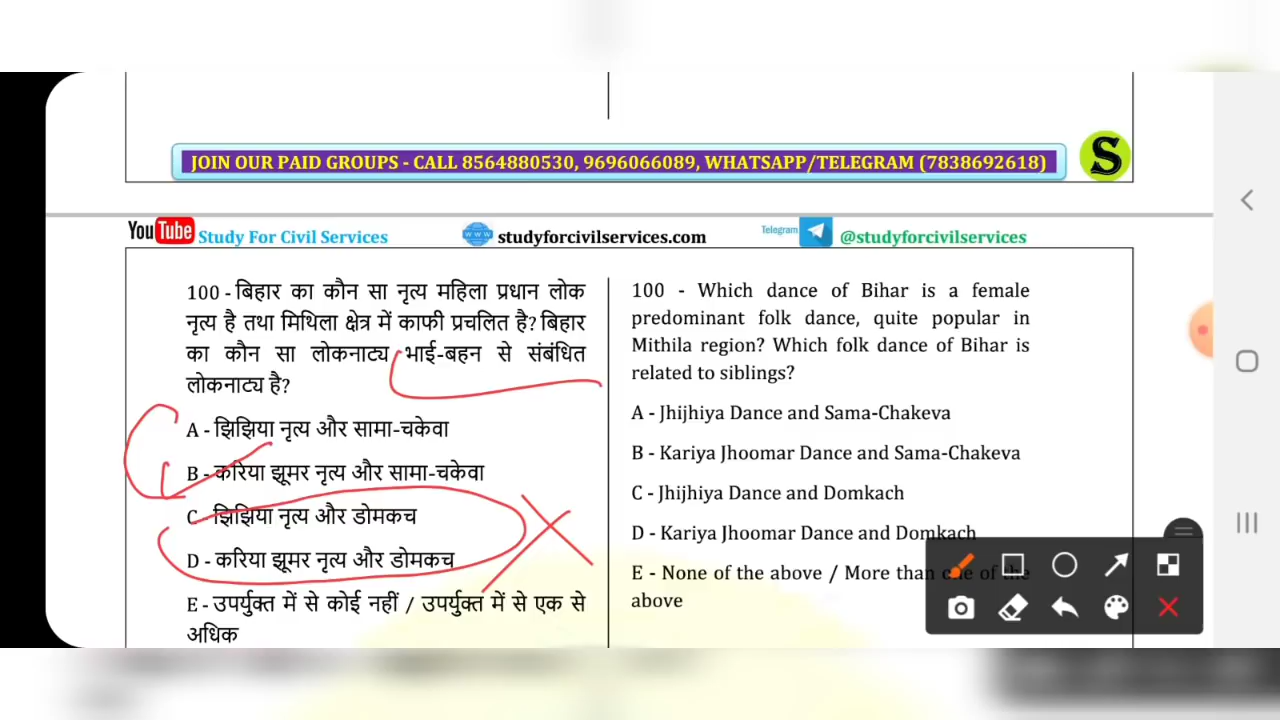 JOIN OUR PAID GROUPS - CALL 8564880530, 9696066089, WHATSAPP/TELEGRAM (7838692618)
S
YouTube Study For Civil Services
WWW studyforcivilservices.com
Telegram @studyforcivilservices
100 - बिहार का कौन सा नृत्य महिला प्रधान लोक
नृत्य है तथा मिथिला क्षेत्र में काफी प्रचलित है? बिहार
का कौन सा लोकनाट्य भाई-बहन से संबंधित
लोकनाट्य है?
A - झिझिया नृत्य और सामा-चकेवा
B - करिया झूमर नृत्य और सामा-चकेवा
C - झिझिया नृत्य और डोमकच
D - करिया झूमर नृत्य और डोमकच
E - उपर्युक्त में से कोई नहीं / उपर्युक्त में से एक से
अधिक
100 - Which dance of Bihar is a female
predominant folk dance, quite popular in
Mithila region? Which folk dance of Bihar is
related to siblings?
A - Jhijhiya Dance and Sama-Chakeva
B - Kariya Jhoomar Dance and Sama-Chakeva
C - Jhijhiya Dance and Domkach
D - Kariya Jhoomar Dance and Domkach
E - None of the above / More than one of the
above